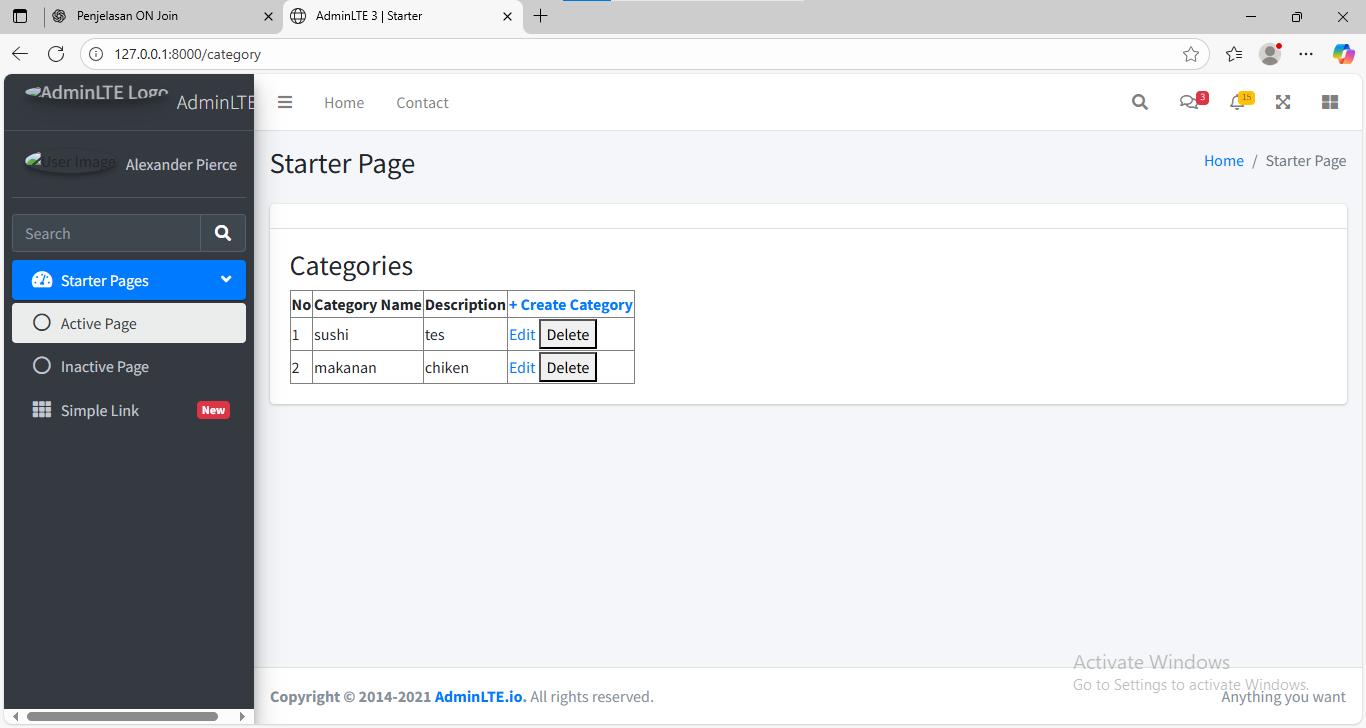 Penjelasan ON Join
AdminLTE 3 | Starter
127.0.0.1:8000/category
AdminLTE Logo AdminLTE
Home Contact
3
15
User Image Alexander Pierce
Search
Starter Pages
Active Page
Inactive Page
Simple Link New
Starter Page
Home / Starter Page
Categories
No Category Name Description + Create Category
1 sushi tes Edit Delete
2 makanan chiken Edit Delete
Activate Windows
Go to Settings to activate Windows.
Copyright © 2014-2021 AdminLTE.io. All rights reserved.
Anything you want